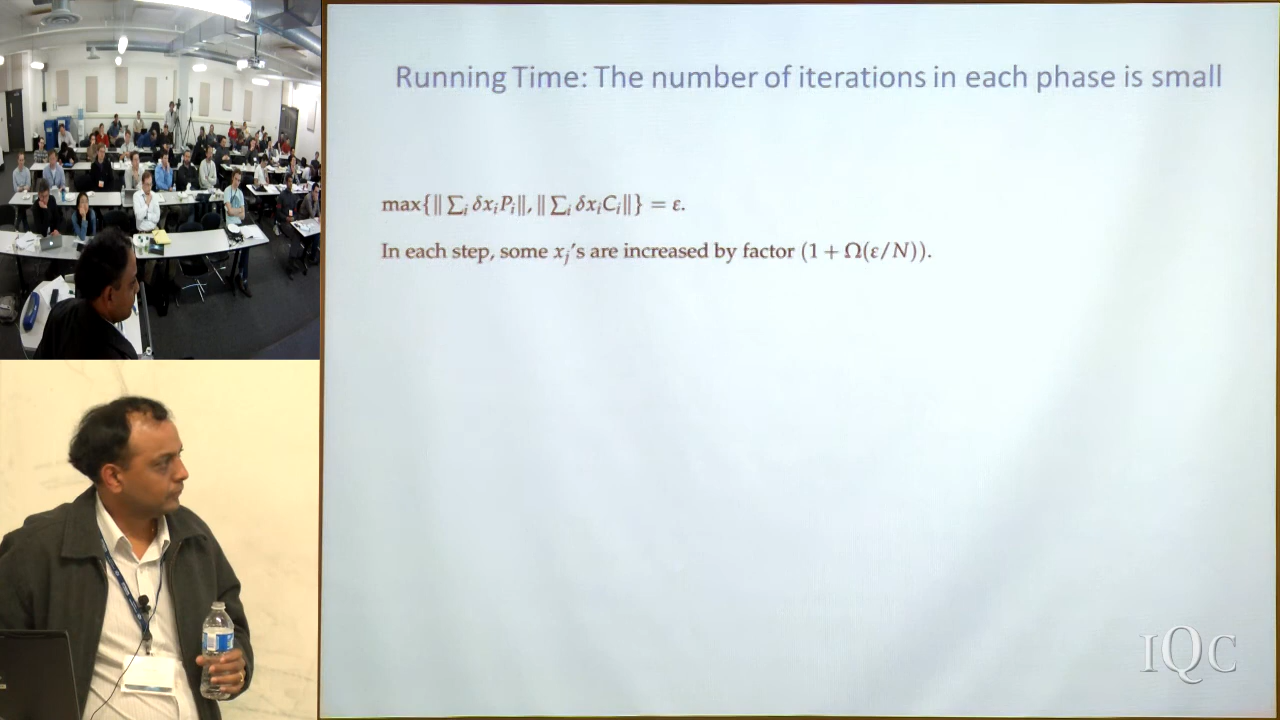 Running Time: The number of iterations in each phase is small
max{‖ ∑ᵢ δxᵢPᵢ‖, ‖ ∑ᵢ δxᵢCᵢ‖} = ε.
In each step, some xⱼ's are increased by factor (1 + Ω(ε/N)).
IQC